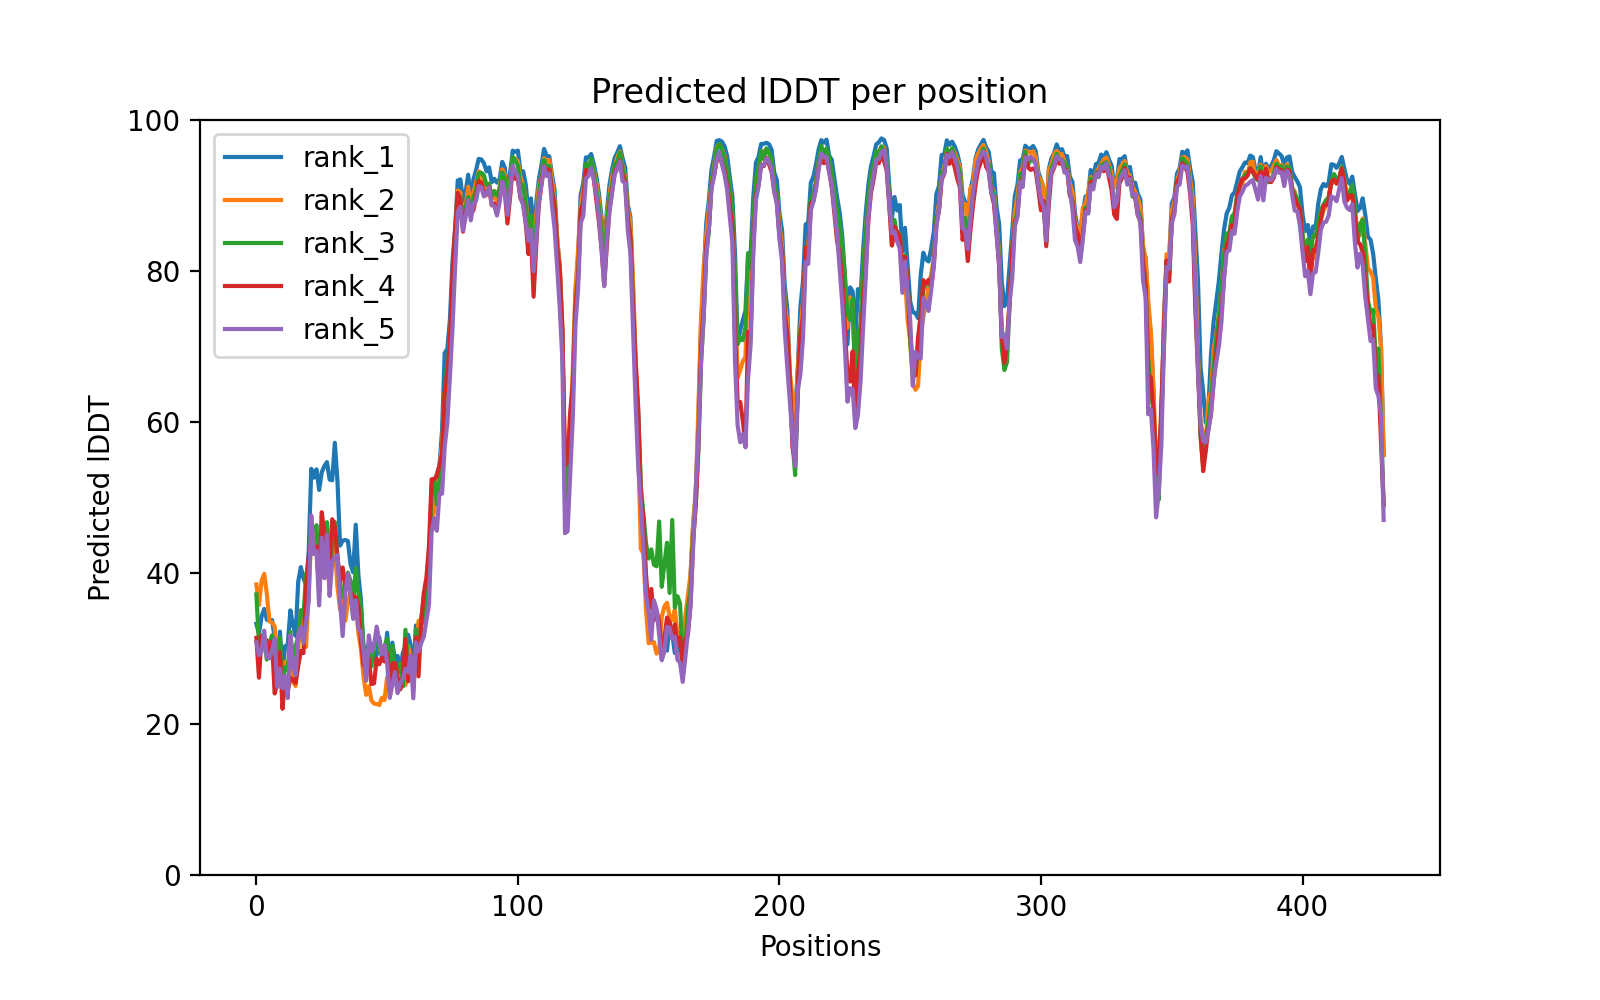 Predicted lDDT per position
100
80
60
40
20
0
Predicted lDDT
rank_1
rank_2
rank_3
rank_4
rank_5
0 100 200 300 400
Positions